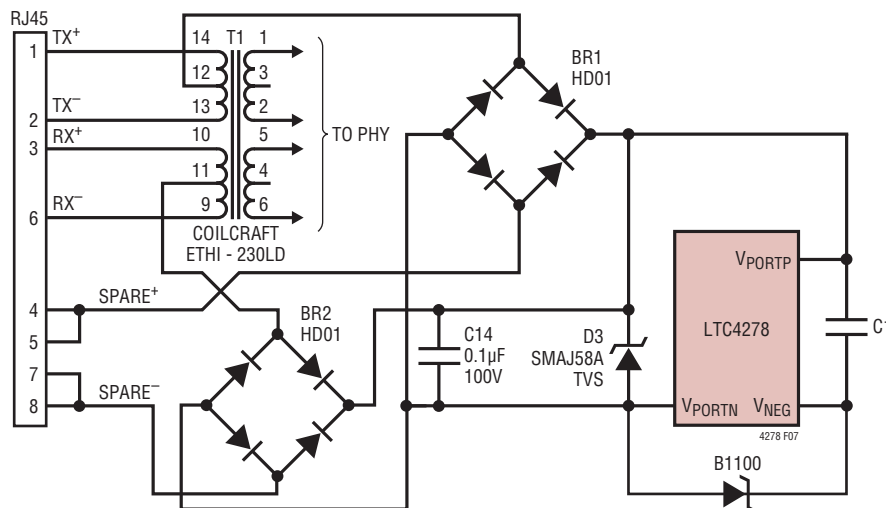 RJ45
1
TX+
2
TX−
3
RX+
6
RX−
4
5
SPARE+
7
8
SPARE−
14
T1
1
12
3
13
2
10
5
11
4
9
6
TO PHY
COILCRAFT
ETHI - 230LD
BR1
HD01
BR2
HD01
C14
0.1µF
100V
D3
SMAJ58A
TVS
VPORTP
LTC4278
VPORTN
VNEG
4278 F07
B1100